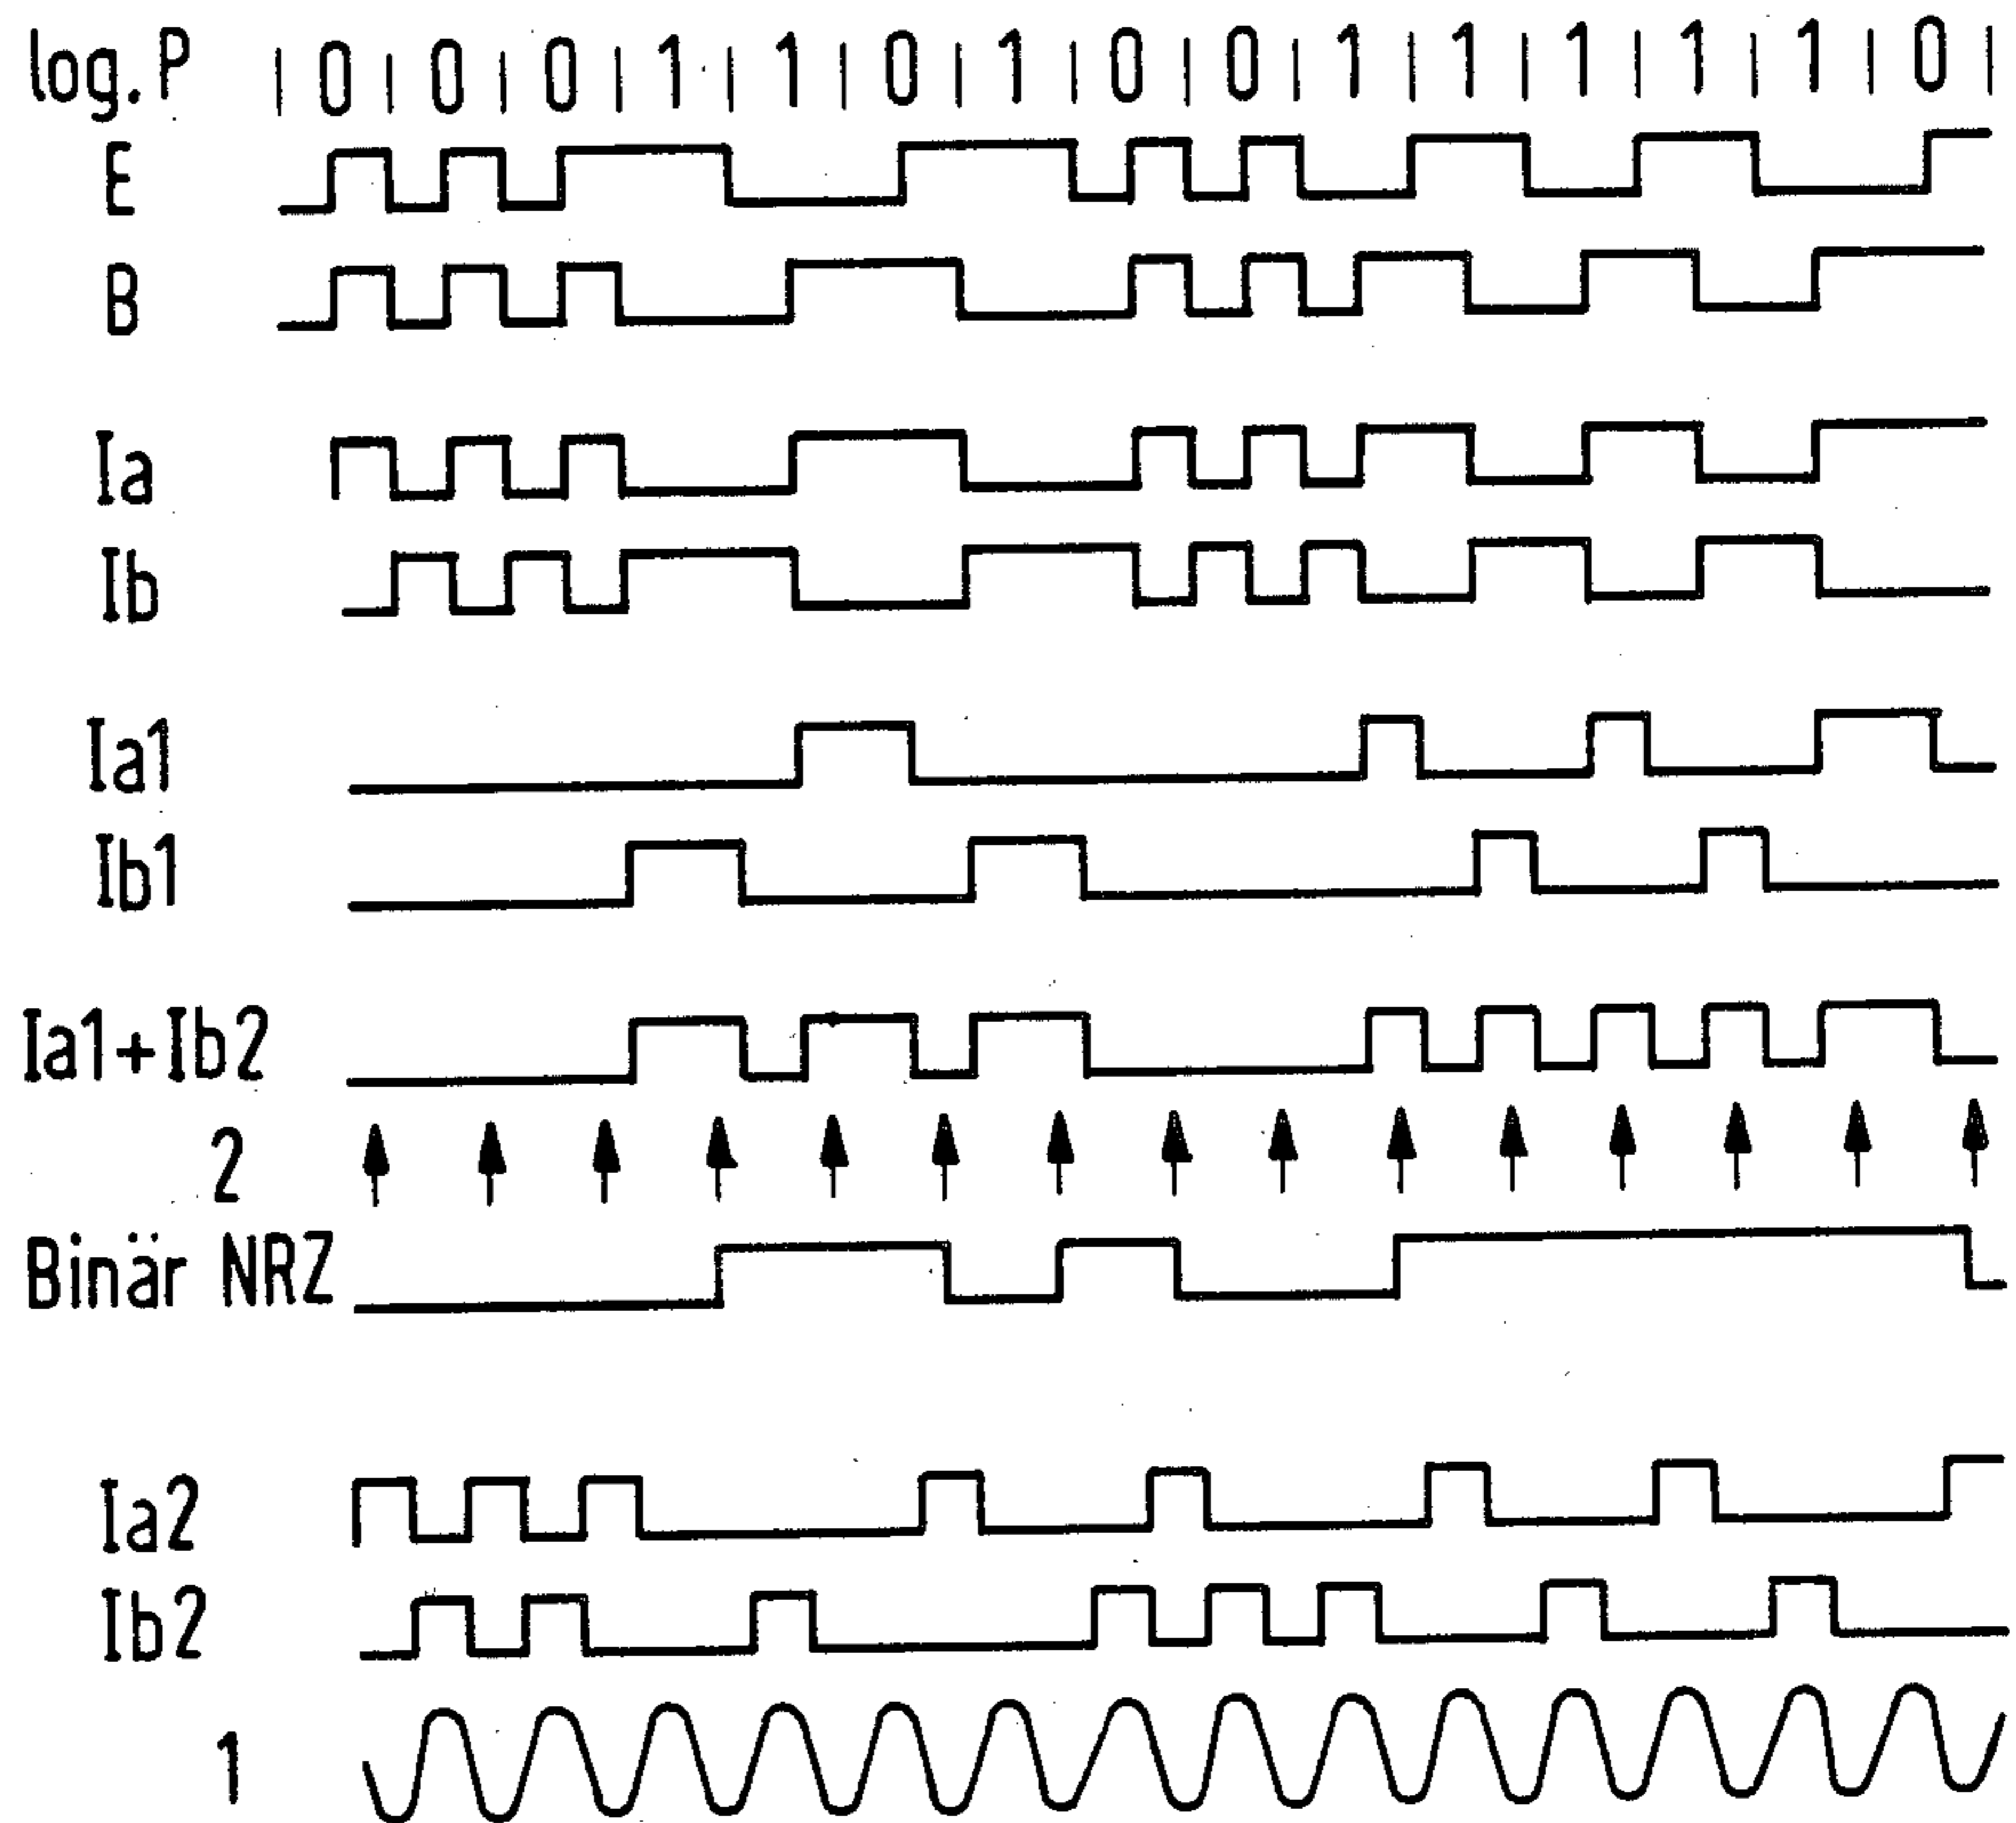 log. P | 0 | 0 | 0 | 1 | 1 | 0 | 1 | 0 | 0 | 1 | 1 | 1 | 1 | 1 | 0 |
E
B
Ia
Ib
Ia1
Ib1
Ia1+Ib2
2
Binär NRZ
Ia2
Ib2
1